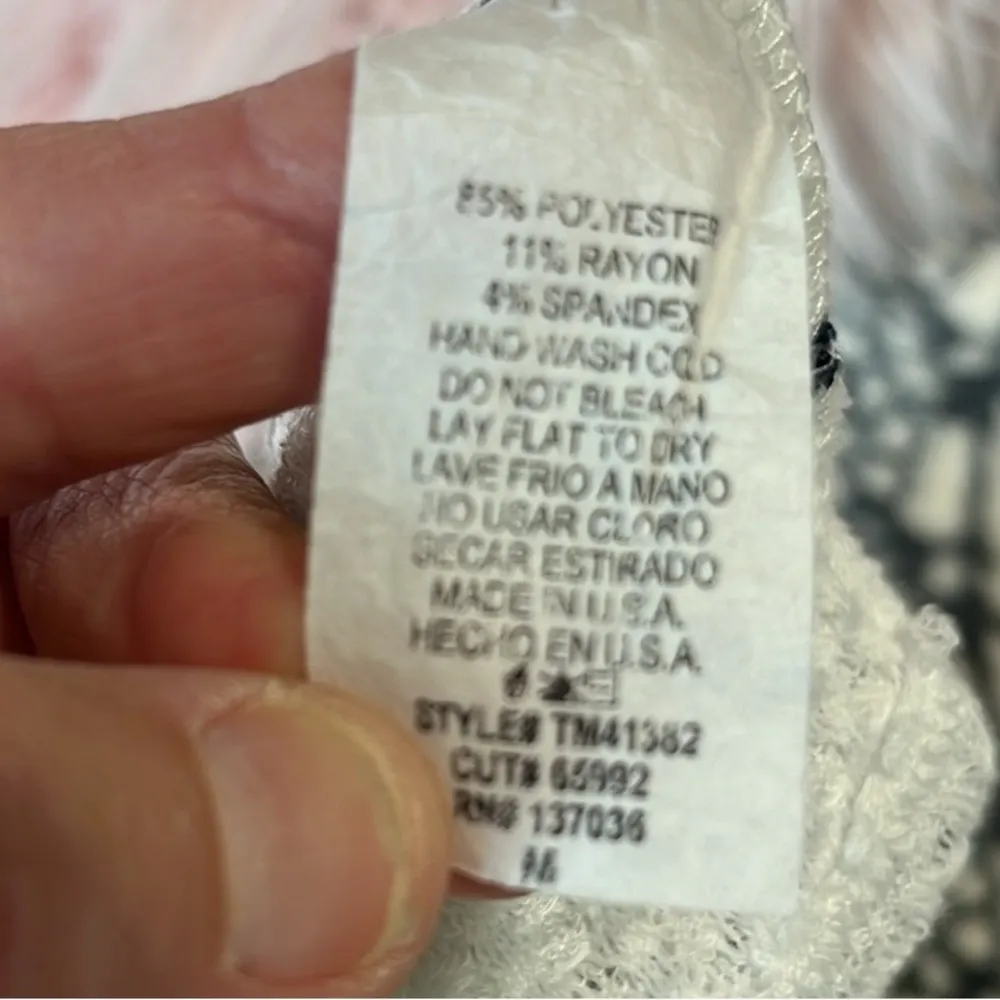 85% POLYESTER
11% RAYON
4% SPANDEX
HAND WASH COLD
DO NOT BLEACH
LAY FLAT TO DRY
LAVE FRIO A MANO
NO USAR CLORO
SECAR ESTIRADO
MADE IN U.S.A.
HECHO EN U.S.A.
STYLE# TM41382
CUT# 65992
RN# 137036
M